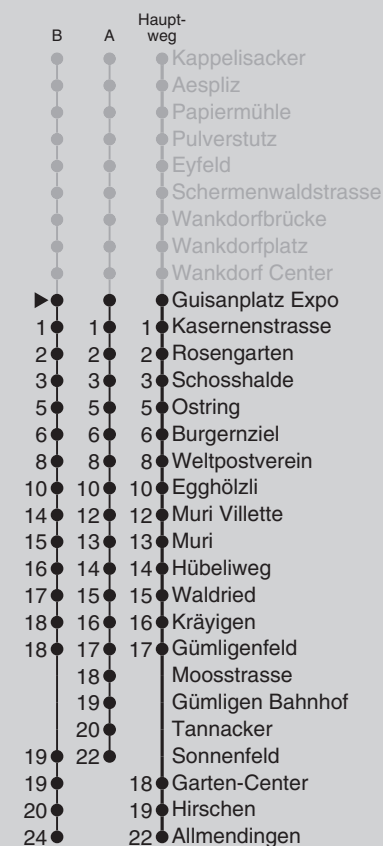 Haupt-
B A weg
Kappelisacker
Aespliz
Papiermühle
Pulverstutz
Eyfeld
Schermenwaldstrasse
Wankdorfbrücke
Wankdorfplatz
Wankdorf Center
Guisanplatz Expo
1 1 1 Kasernenstrasse
2 2 2 Rosengarten
3 3 3 Schosshalde
5 5 5 Ostring
6 6 6 Burgernziel
8 8 8 Weltpostverein
10 10 10 Egghölzli
14 12 12 Muri Villette
15 13 13 Muri
16 14 14 Hübeliweg
17 15 15 Waldried
18 16 16 Kräyigen
18 17 17 Gümligenfeld
18 Moosstrasse
19 Gümligen Bahnhof
20 Tannacker
19 22 Sonnenfeld
19 18 Garten-Center
20 19 Hirschen
24 22 Allmendingen